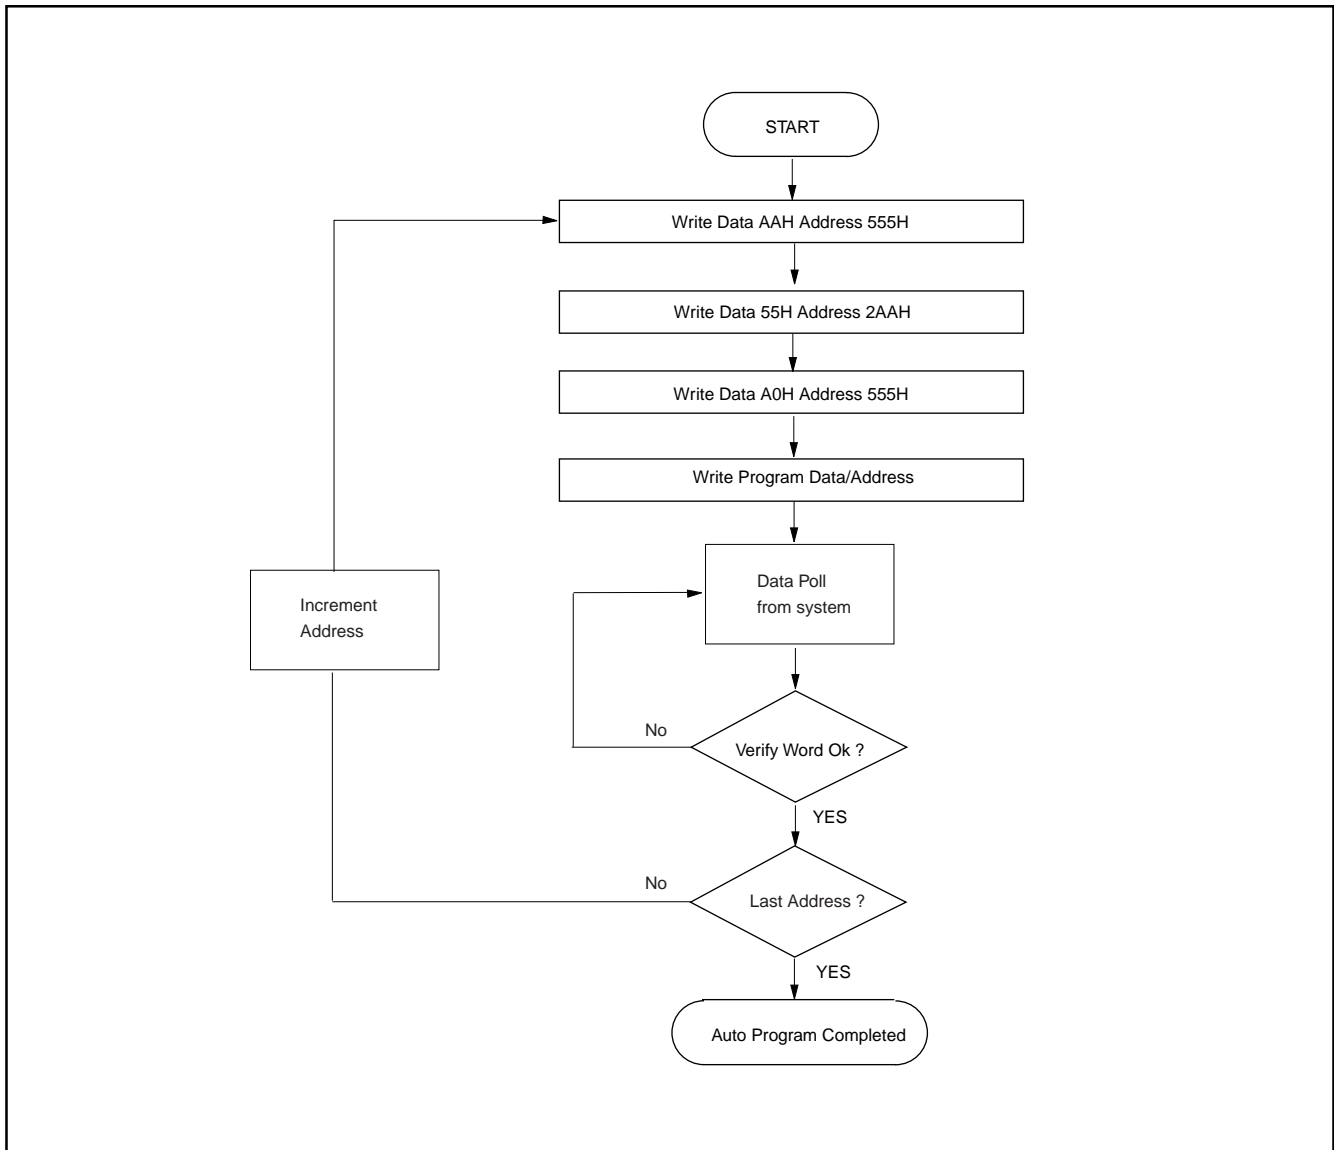 START
Write Data AAH Address 555H
Write Data 55H Address 2AAH
Write Data A0H Address 555H
Write Program Data/Address
Data Poll
from system
Increment
Address
No
Verify Word Ok ?
YES
No
Last Address ?
YES
Auto Program Completed